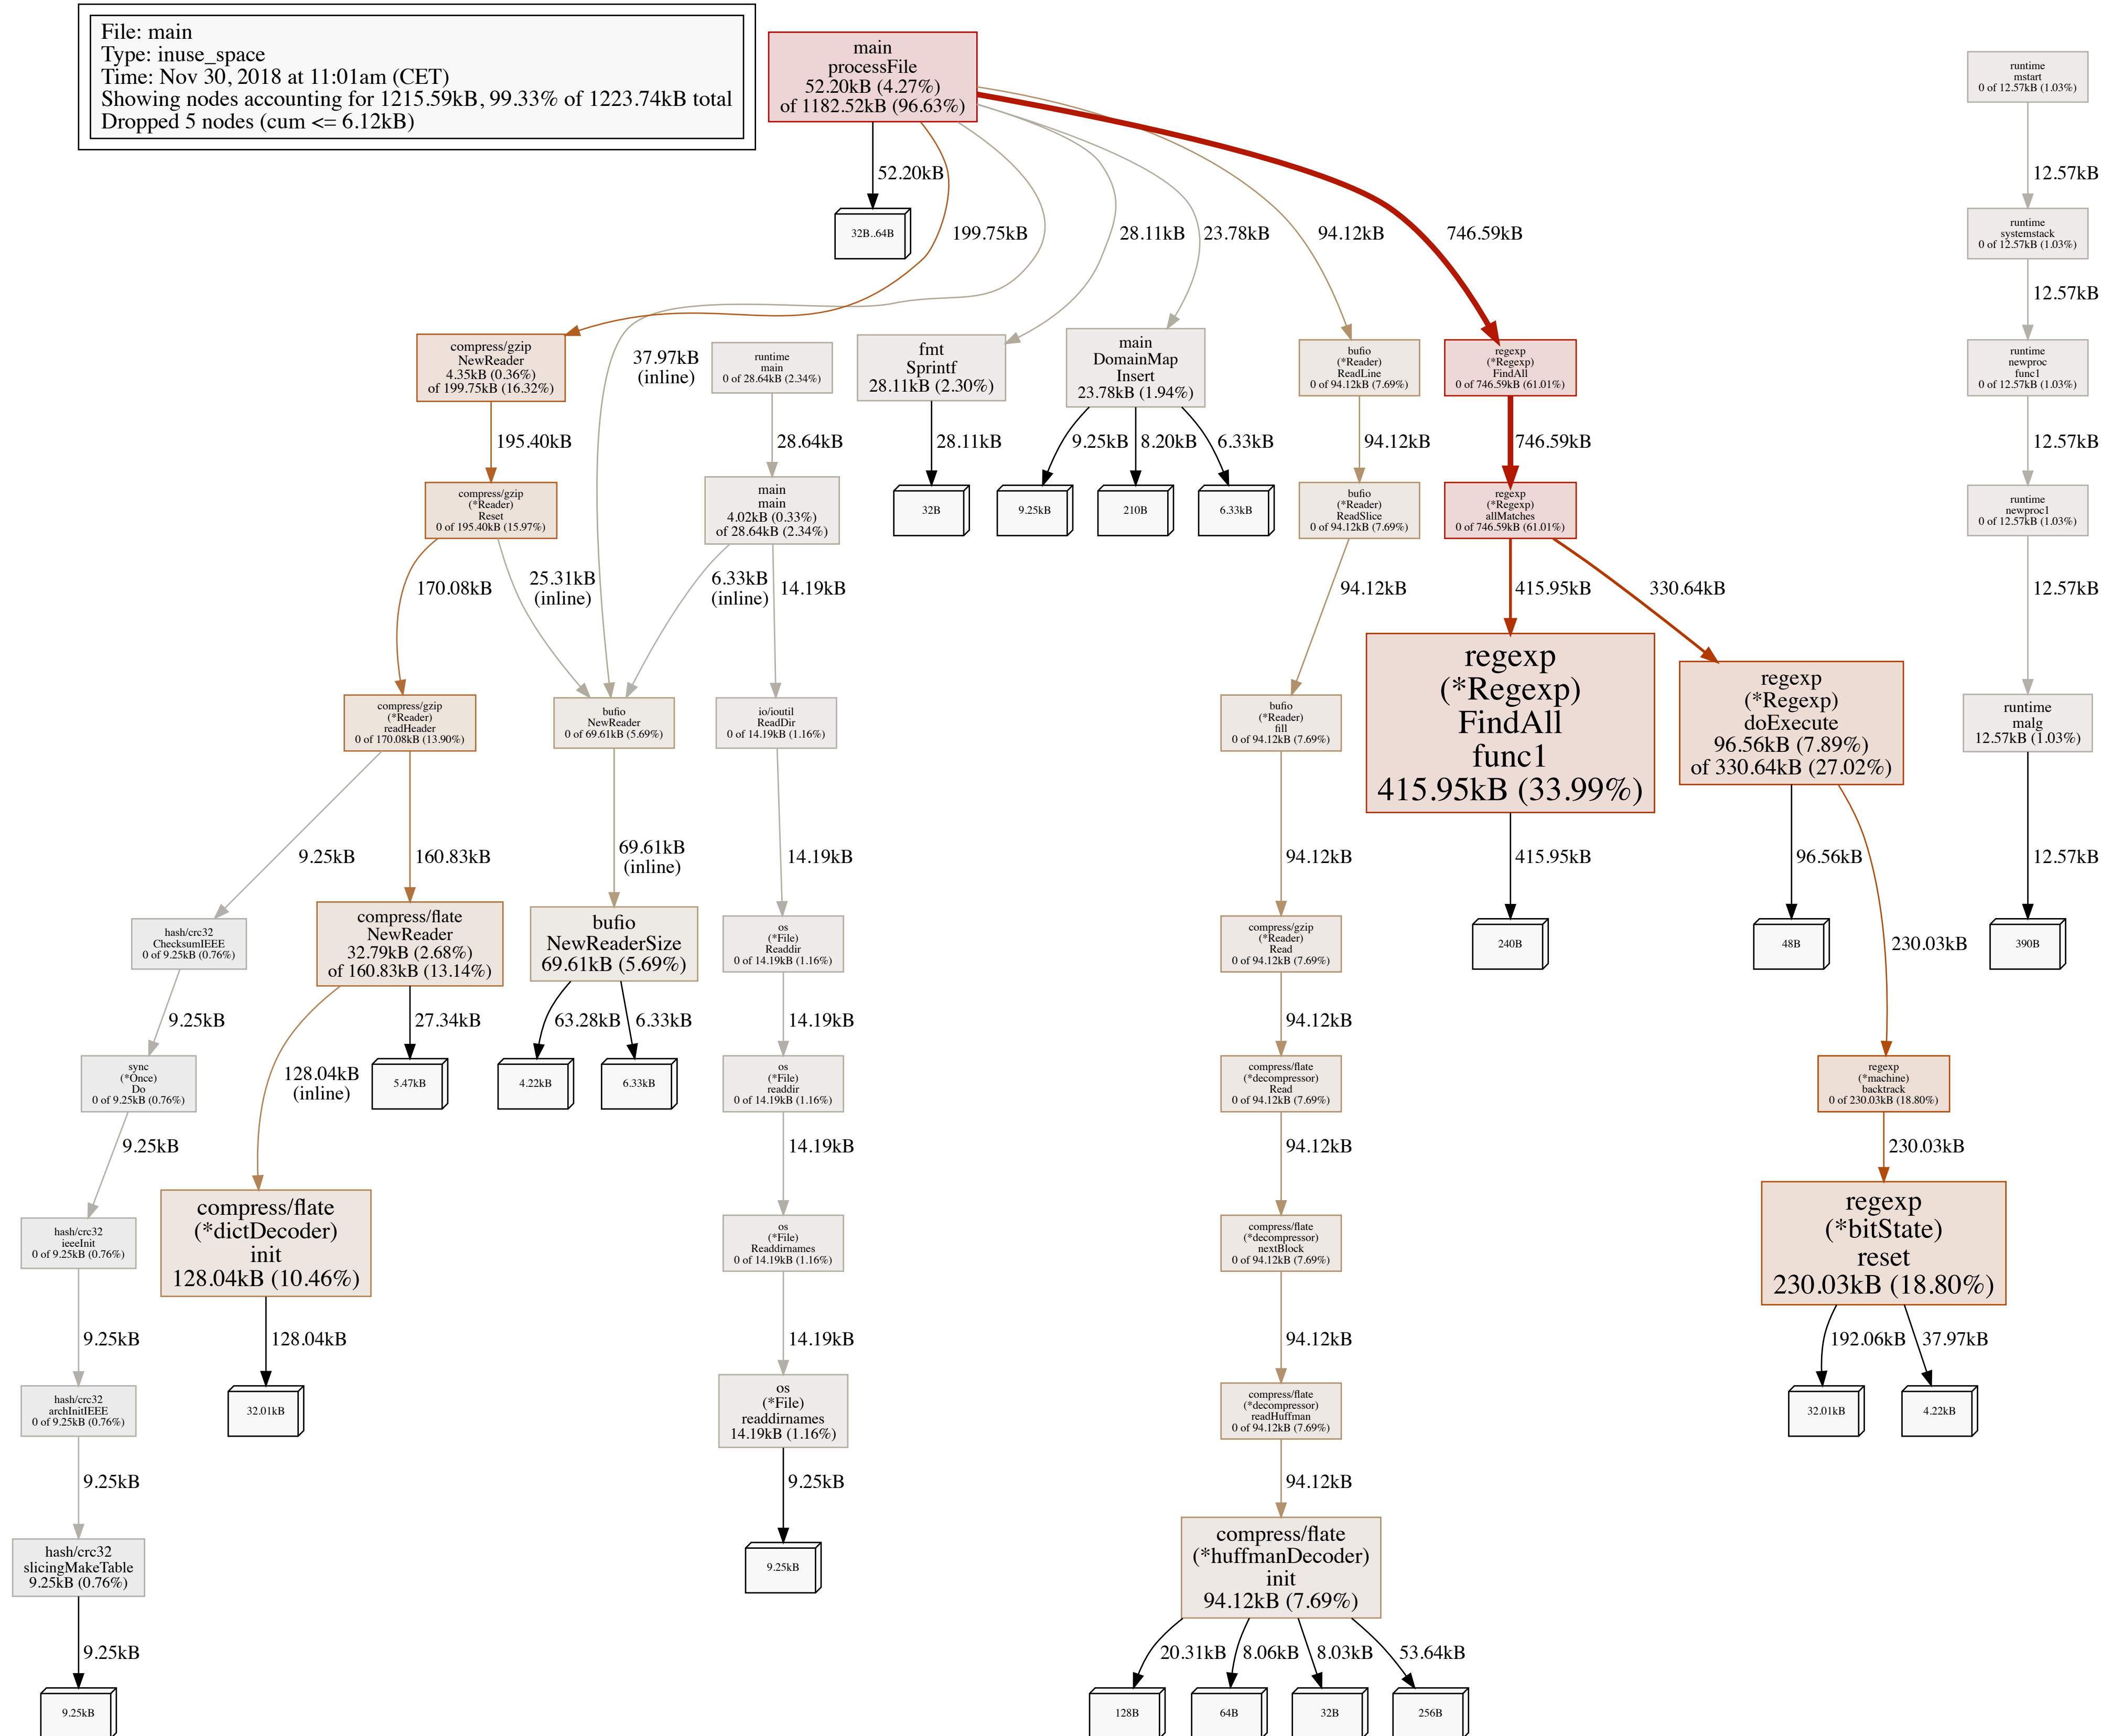 File: main
Type: inuse_space
Time: Nov 30, 2018 at 11:01am (CET)
Showing nodes accounting for 1215.59kB, 99.33% of 1223.74kB total
Dropped 5 nodes (cum <= 6.12kB)
main
processFile
52.20kB (4.27%)
of 1182.52kB (96.63%)
runtime
mstart
0 of 12.57kB (1.03%)
52.20kB
12.57kB
32B..64B
199.75kB
28.11kB
23.78kB
94.12kB
746.59kB
runtime
systemstack
0 of 12.57kB (1.03%)
12.57kB
compress/gzip
NewReader
4.35kB (0.36%)
of 199.75kB (16.32%)
37.97kB
(inline)
runtime
main
0 of 28.64kB (2.34%)
fmt
Sprintf
28.11kB (2.30%)
main
DomainMap
Insert
23.78kB (1.94%)
bufio
(*Reader)
ReadLine
0 of 94.12kB (7.69%)
regexp
(*Regexp)
FindAll
0 of 746.59kB (61.01%)
runtime
newproc
func1
0 of 12.57kB (1.03%)
195.40kB
28.64kB
28.11kB
9.25kB
8.20kB
6.33kB
94.12kB
746.59kB
12.57kB
compress/gzip
(*Reader)
Reset
0 of 195.40kB (15.97%)
main
main
4.02kB (0.33%)
of 28.64kB (2.34%)
32B
9.25kB
210B
6.33kB
bufio
(*Reader)
ReadSlice
0 of 94.12kB (7.69%)
regexp
(*Regexp)
allMatches
0 of 746.59kB (61.01%)
runtime
newproc1
0 of 12.57kB (1.03%)
170.08kB
25.31kB
(inline)
6.33kB
(inline)
14.19kB
94.12kB
415.95kB
330.64kB
12.57kB
compress/gzip
(*Reader)
readHeader
0 of 170.08kB (13.90%)
bufio
NewReader
0 of 69.61kB (5.69%)
io/ioutil
ReadDir
0 of 14.19kB (1.16%)
bufio
(*Reader)
fill
0 of 94.12kB (7.69%)
regexp
(*Regexp)
FindAll
func1
415.95kB (33.99%)
regexp
(*Regexp)
doExecute
96.56kB (7.89%)
of 330.64kB (27.02%)
runtime
malg
12.57kB (1.03%)
9.25kB
160.83kB
69.61kB
(inline)
14.19kB
94.12kB
415.95kB
96.56kB
12.57kB
hash/crc32
ChecksumIEEE
0 of 9.25kB (0.76%)
compress/flate
NewReader
32.79kB (2.68%)
of 160.83kB (13.14%)
bufio
NewReaderSize
69.61kB (5.69%)
os
(*File)
Readdir
0 of 14.19kB (1.16%)
compress/gzip
(*Reader)
Read
0 of 94.12kB (7.69%)
240B
48B
230.03kB
390B
9.25kB
27.34kB
63.28kB
6.33kB
14.19kB
94.12kB
sync
(*Once)
Do
0 of 9.25kB (0.76%)
128.04kB
(inline)
5.47kB
4.22kB
6.33kB
os
(*File)
readdir
0 of 14.19kB (1.16%)
compress/flate
(*decompressor)
Read
0 of 94.12kB (7.69%)
regexp
(*machine)
backtrack
0 of 230.03kB (18.80%)
9.25kB
14.19kB
94.12kB
230.03kB
hash/crc32
ieeeInit
0 of 9.25kB (0.76%)
compress/flate
(*dictDecoder)
init
128.04kB (10.46%)
os
(*File)
Readdirnames
0 of 14.19kB (1.16%)
compress/flate
(*decompressor)
nextBlock
0 of 94.12kB (7.69%)
regexp
(*bitState)
reset
230.03kB (18.80%)
9.25kB
128.04kB
14.19kB
94.12kB
192.06kB
37.97kB
hash/crc32
archInitIEEE
0 of 9.25kB (0.76%)
32.01kB
os
(*File)
readdirnames
14.19kB (1.16%)
compress/flate
(*decompressor)
readHuffman
0 of 94.12kB (7.69%)
32.01kB
4.22kB
9.25kB
9.25kB
94.12kB
hash/crc32
slicingMakeTable
9.25kB (0.76%)
9.25kB
compress/flate
(*huffmanDecoder)
init
94.12kB (7.69%)
9.25kB
20.31kB
8.06kB
8.03kB
53.64kB
9.25kB
128B
64B
32B
256B